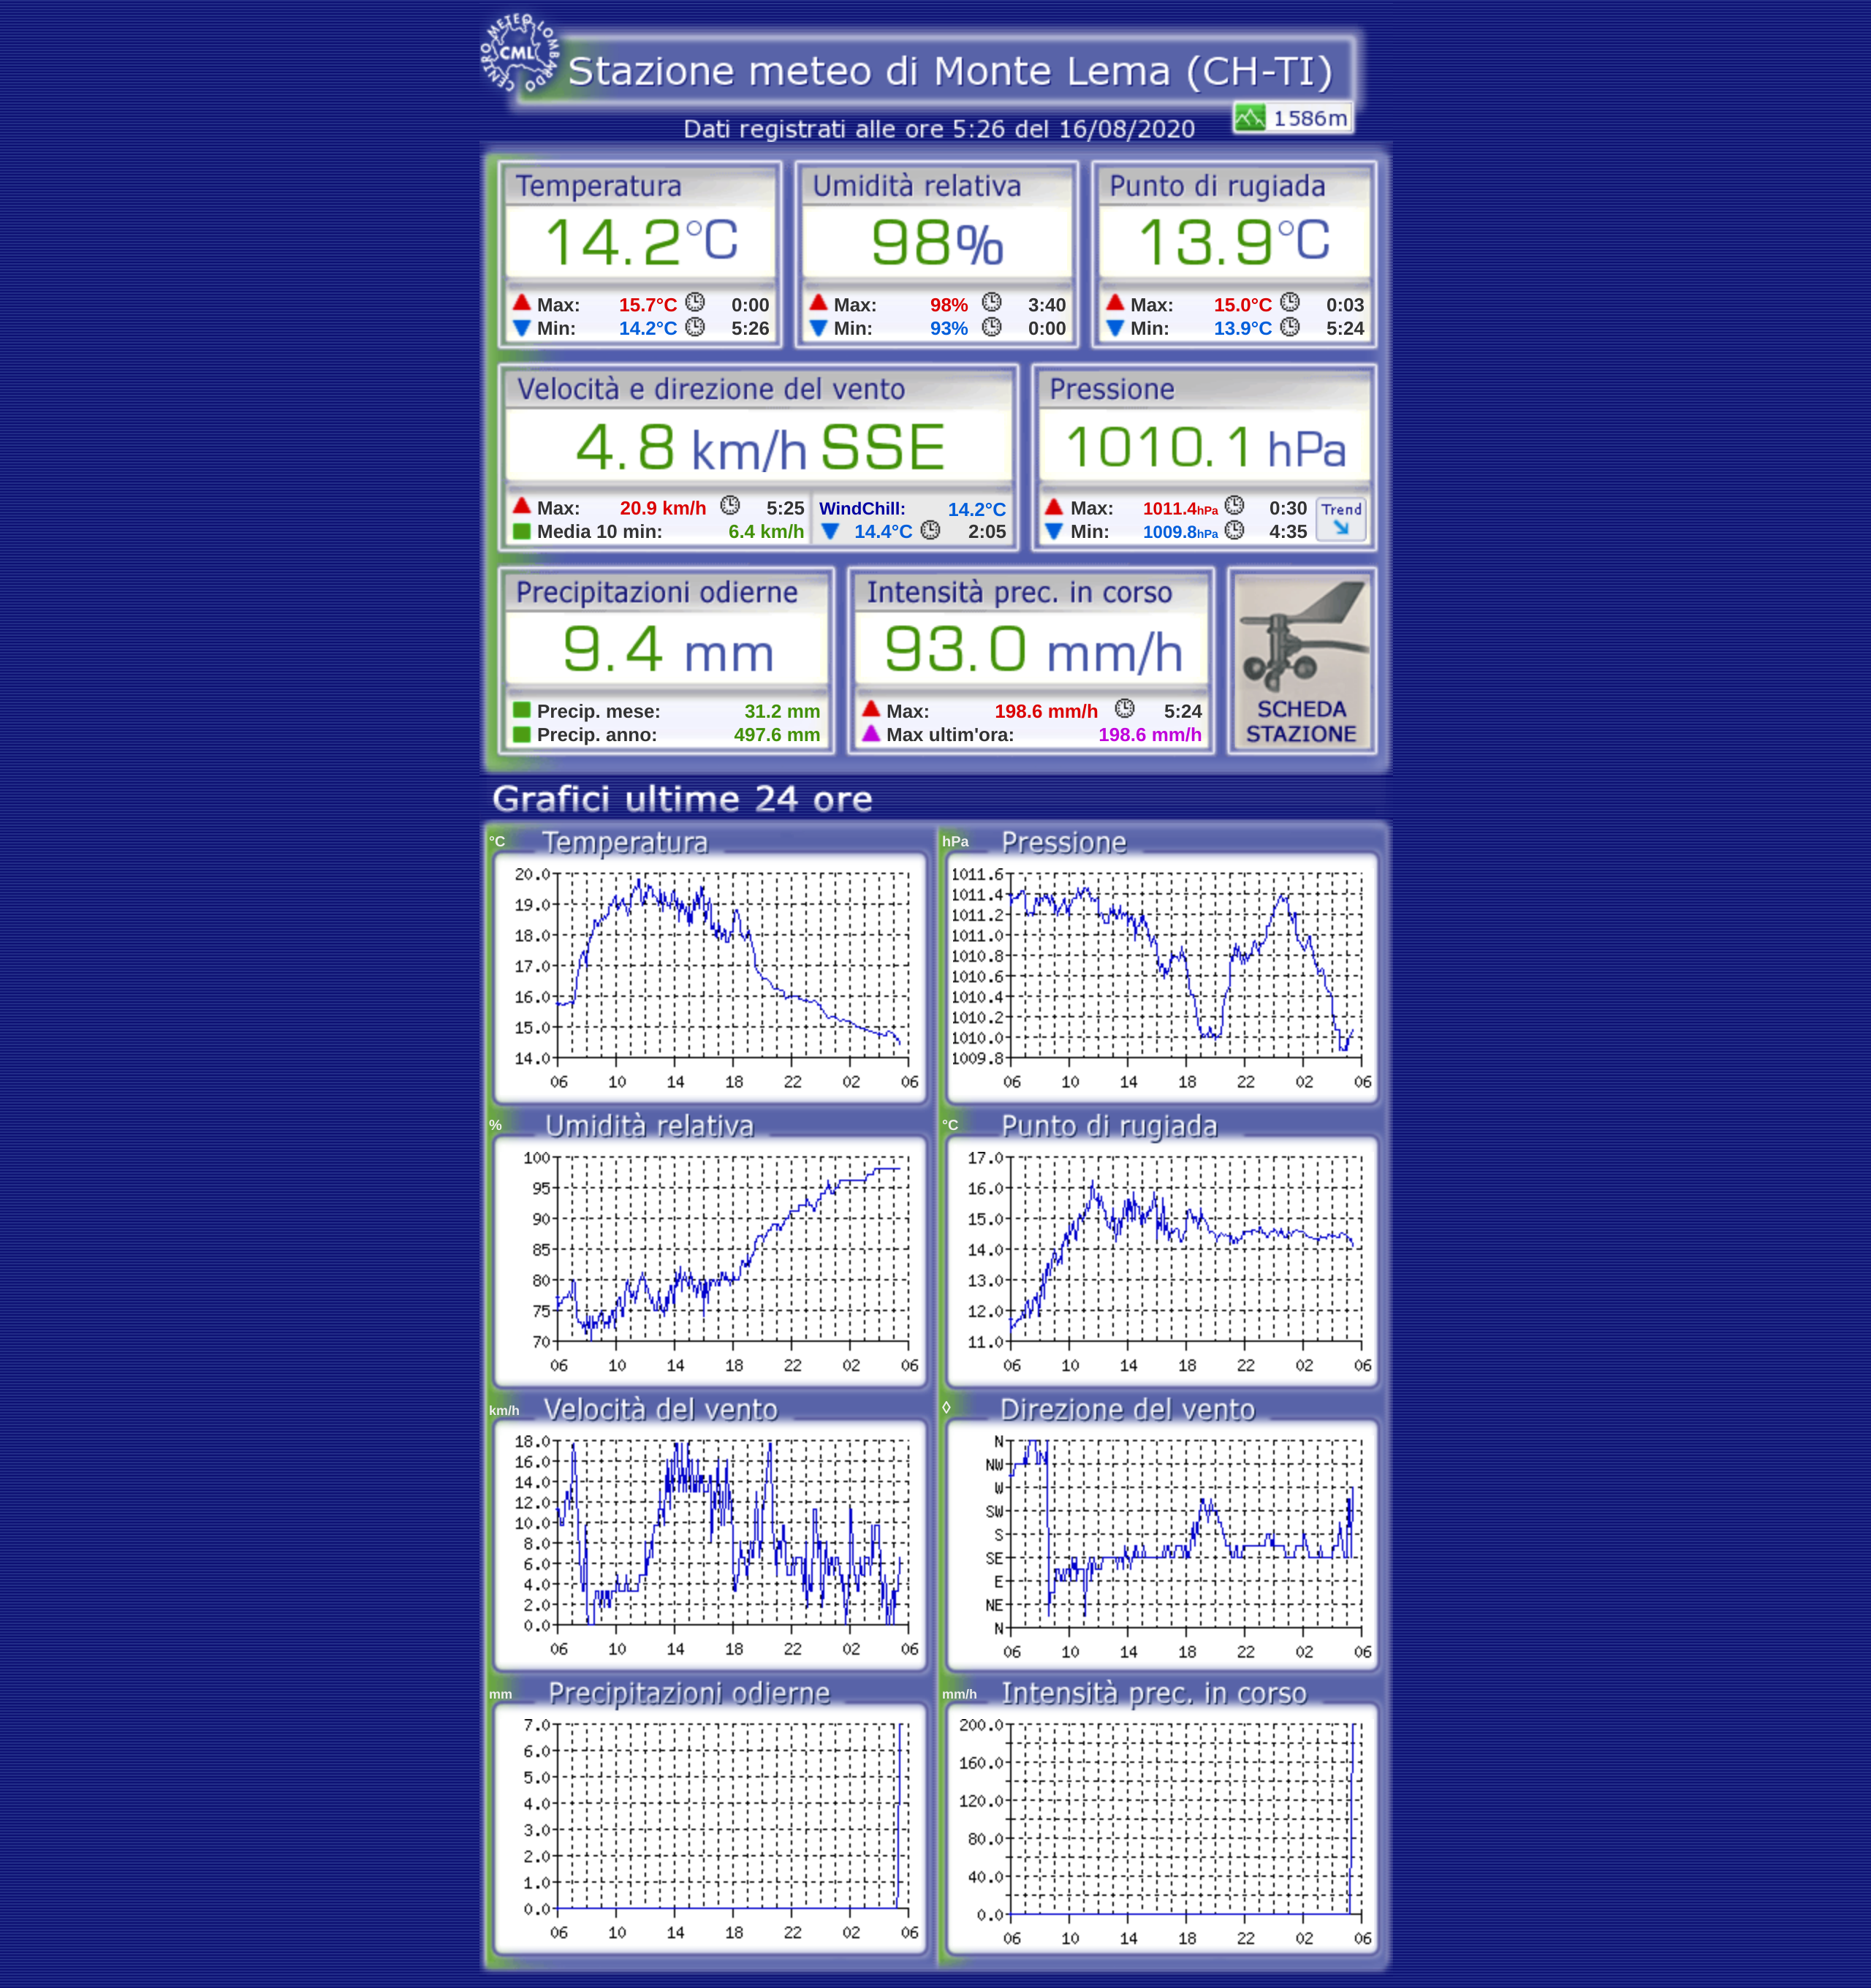 CENTRO METEO LOMBARDO
CML
Stazione meteo di Monte Lema (CH-TI)
1586m
Dati registrati alle ore 5:26 del 16/08/2020
Temperatura Umidità relativa Punto di rugiada
14.2°C 98% 13.9°C
Max: 15.7°C 0:00 Max: 98% 3:40 Max: 15.0°C 0:03
Min: 14.2°C 5:26 Min: 93% 0:00 Min: 13.9°C 5:24
Velocità e direzione del vento Pressione
4.8 km/h SSE 1010.1 hPa
Max: 20.9 km/h 5:25 WindChill: 14.2°C Max: 1011.4hPa 0:30 Trend
Media 10 min: 6.4 km/h 14.4°C 2:05 Min: 1009.8hPa 4:35
Precipitazioni odierne Intensità prec. in corso
9.4 mm 93.0 mm/h
Precip. mese: 31.2 mm Max: 198.6 mm/h 5:24 SCHEDA
Precip. anno: 497.6 mm Max ultim'ora: 198.6 mm/h STAZIONE
Grafici ultime 24 ore
°C Temperatura hPa Pressione
20.0 1011.6
19.0 1011.4
18.0 1011.2
17.0 1011.0
16.0 1010.8
15.0 1010.6
14.0 1010.4
1010.2
1010.0
1009.8
06 10 14 18 22 02 06 06 10 14 18 22 02 06
% Umidità relativa °C Punto di rugiada
100 17.0
95 16.0
90 15.0
85 14.0
80 13.0
75 12.0
70 11.0
06 10 14 18 22 02 06 06 10 14 18 22 02 06
km/h Velocità del vento ◊ Direzione del vento
18.0 N
16.0 NW
14.0 W
12.0 SW
10.0 S
8.0 SE
6.0 E
4.0 NE
2.0 N
0.0
06 10 14 18 22 02 06 06 10 14 18 22 02 06
mm Precipitazioni odierne mm/h Intensità prec. in corso
7.0 200.0
6.0 160.0
5.0 120.0
4.0 80.0
3.0 40.0
2.0 0.0
1.0
0.0
06 10 14 18 22 02 06 06 10 14 18 22 02 06